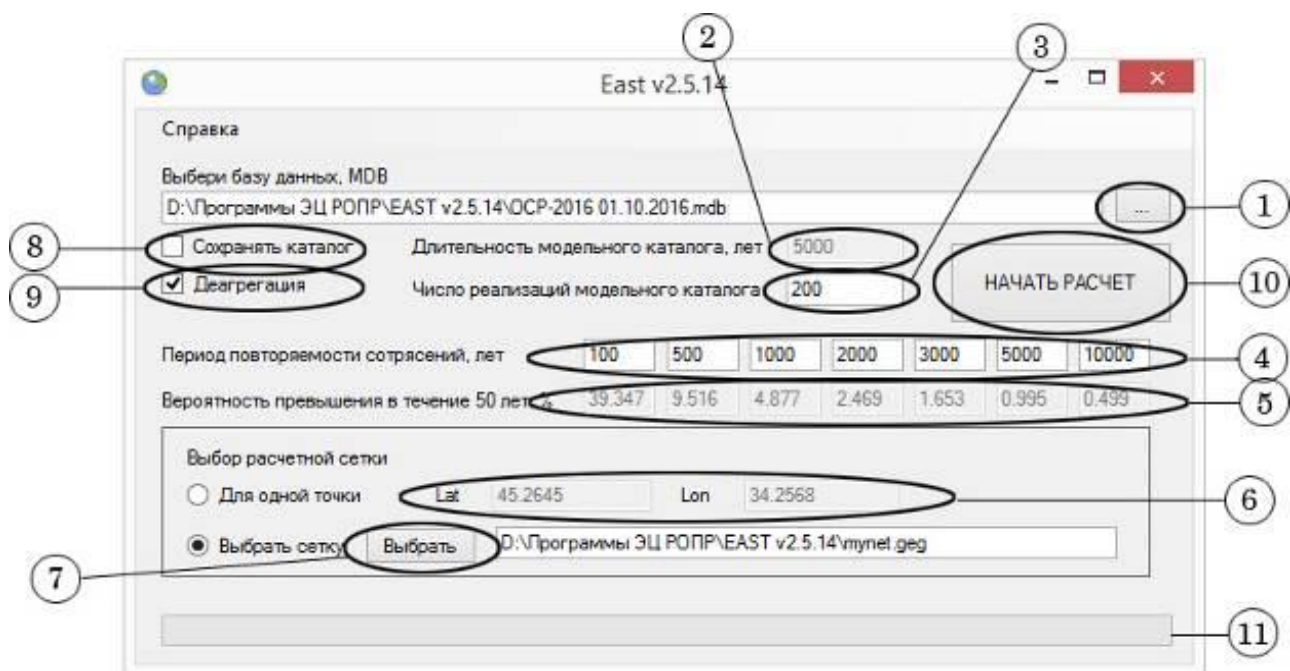 2
3
East v2.5.14
Справка
Выбери базу данных, MDB
D:\Программы ЭЦ РОПР\EAST v2.5.14\ОСР-2016 01.10.2016.mdb
...
1
8
Сохранять каталог
Длительность модельного каталога, лет
5000
9
Деагрегация
Число реализаций модельного каталога
200
НАЧАТЬ РАСЧЕТ
10
Период повторяемости сотрясений, лет
100 500 1000 2000 3000 5000 10000
4
Вероятность превышения в течение 50 лет, %
39.347 9.516 4.877 2.469 1.653 0.995 0.499
5
Выбор расчетной сетки
Для одной точки
Lat 45.2645 Lon 34.2568
6
Выбрать сетку
Выбрать
D:\Программы ЭЦ РОПР\EAST v2.5.14\mynet.geg
7
11